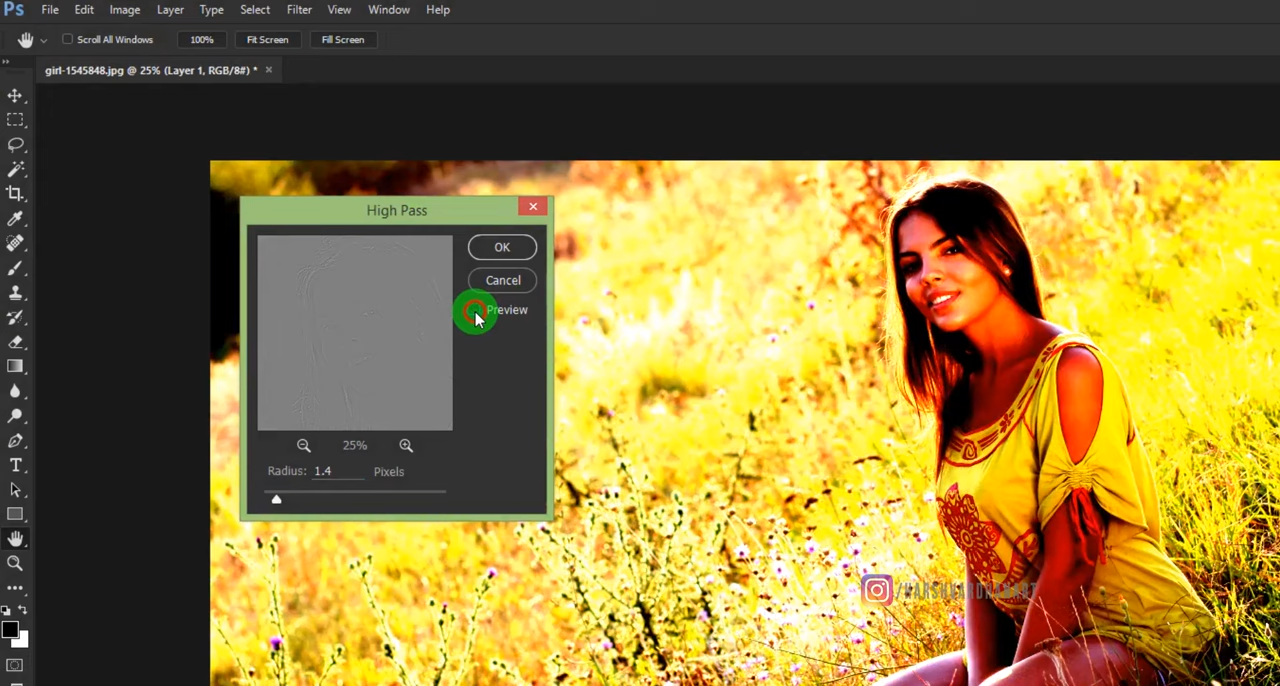 Ps File Edit Image Layer Type Select Filter View Window Help
Scroll All Windows 100% Fit Screen Fill Screen
girl-1545848.jpg @ 25% (Layer 1, RGB/8#) * ×
High Pass
OK
Cancel
Preview
25%
Radius: 1.4 Pixels
T